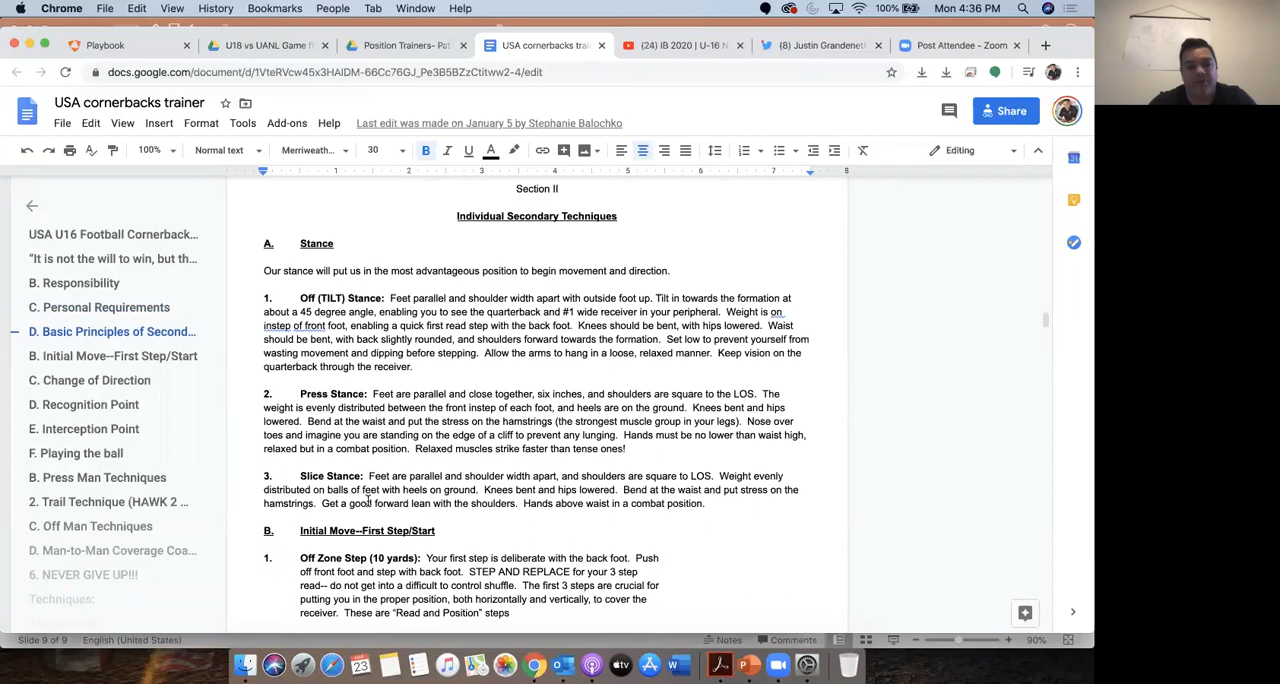 Chrome File Edit View History Bookmarks People Tab Window Help 100% Mon 4:36 PM
Playbook
U18 vs UANL Game f
Position Trainers- Pa
USA cornerbacks trai
(24) IB 2020 | U-16 N
(1) Justin Grandenet
Post Attendee - Zoom
docs.google.com/document/d/1VteRVcw45x3HAIDM-66Cc76GJ_Pe3B5BZzCtitww2-4/edit
USA cornerbacks trainer
File Edit View Insert Format Tools Add-ons Help Last edit was made on January 5 by Stephanie Balochko
Share
100% Normal text Merriweath... 30 B I U A Editing
1 2 3 4 5 6 7 8
USA U16 Football Cornerback...
"It is not the will to win, but th...
B. Responsibility
C. Personal Requirements
D. Basic Principles of Second...
B. Initial Move--First Step/Start
C. Change of Direction
D. Recognition Point
E. Interception Point
F. Playing the ball
B. Press Man Techniques
2. Trail Technique (HAWK 2 ...
C. Off Man Techniques
D. Man-to-Man Coverage Coa...
6. NEVER GIVE UP!!!
Techniques:
Section II
Individual Secondary Techniques
A. Stance
Our stance will put us in the most advantageous position to begin movement and direction.
1. Off (TILT) Stance: Feet parallel and shoulder width apart with outside foot up. Tilt in towards the formation at
about a 45 degree angle, enabling you to see the quarterback and #1 wide receiver in your peripheral. Weight is on
instep of front foot, enabling a quick first read step with the back foot. Knees should be bent, with hips lowered. Waist
should be bent, with back slightly rounded, and shoulders forward towards the formation. Set low to prevent yourself from
wasting movement and dipping before stepping. Allow the arms to hang in a loose, relaxed manner. Keep vision on the
quarterback through the receiver.
2. Press Stance: Feet are parallel and close together, six inches, and shoulders are square to the LOS. The
weight is evenly distributed between the front instep of each foot, and heels are on the ground. Knees bent and hips
lowered. Bend at the waist and put the stress on the hamstrings (the strongest muscle group in your legs). Nose over
toes and imagine you are standing on the edge of a cliff to prevent any lunging. Hands must be no lower than waist high,
relaxed but in a combat position. Relaxed muscles strike faster than tense ones!
3. Slice Stance: Feet are parallel and shoulder width apart, and shoulders are square to LOS. Weight evenly
distributed on balls of feet with heels on ground. Knees bent and hips lowered. Bend at the waist and put stress on the
hamstrings. Get a good forward lean with the shoulders. Hands above waist in a combat position.
B. Initial Move--First Step/Start
1. Off Zone Step (10 yards): Your first step is deliberate with the back foot. Push
off front foot and step with back foot. STEP AND REPLACE for your 3 step
read-- do not get into a difficult to control shuffle. The first 3 steps are crucial for
putting you in the proper position, both horizontally and vertically, to cover the
receiver. These are "Read and Position" steps
Slide 9 of 9 English (United States) Notes Comments 90%